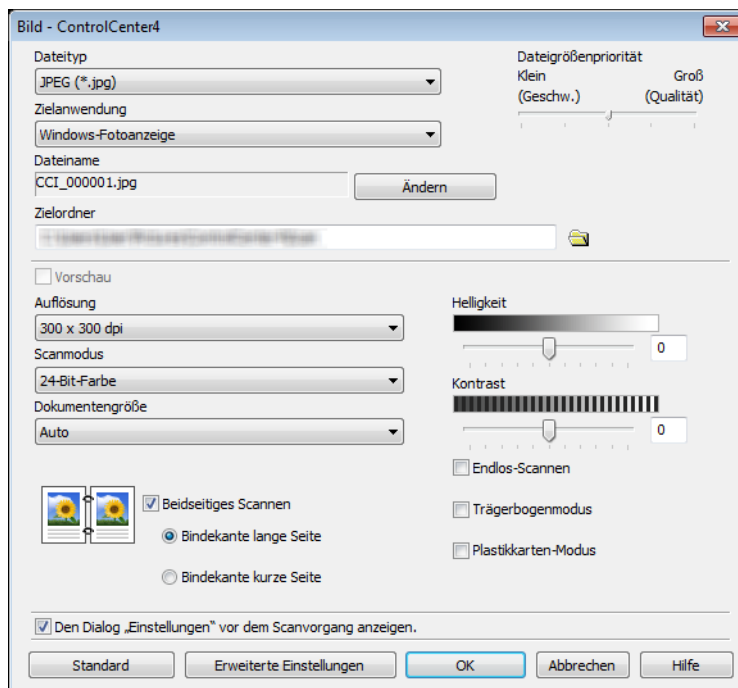 Bild - ControlCenter4
Dateityp
JPEG (*.jpg)
Zielanwendung
Windows-Fotoanzeige
Dateiname
CCI_000001.jpg
Ändern
Zielordner
Dateigrößenpriorität
Klein Groß
(Geschw.) (Qualität)
Vorschau
Auflösung
300 x 300 dpi
Scanmodus
24-Bit-Farbe
Dokumentengröße
Auto
Beidseitiges Scannen
Bindekante lange Seite
Bindekante kurze Seite
Helligkeit
0
Kontrast
0
Endlos-Scannen
Trägerbogenmodus
Plastikkarten-Modus
Den Dialog „Einstellungen" vor dem Scanvorgang anzeigen.
Standard Erweiterte Einstellungen OK Abbrechen Hilfe